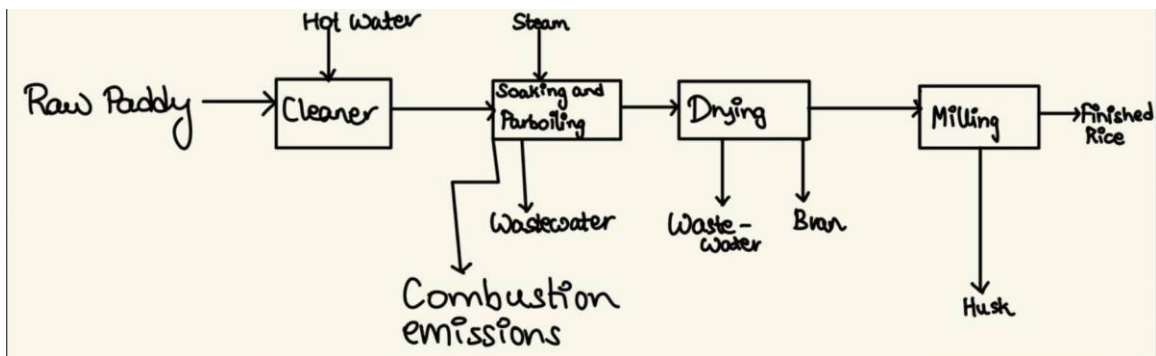 Hot Water
Steam
Raw Paddy
Cleaner
Soaking and
Parboiling
Drying
Milling
Finished
Rice
Wastewater
Waste-
water
Bran
Combustion
emissions
Husk